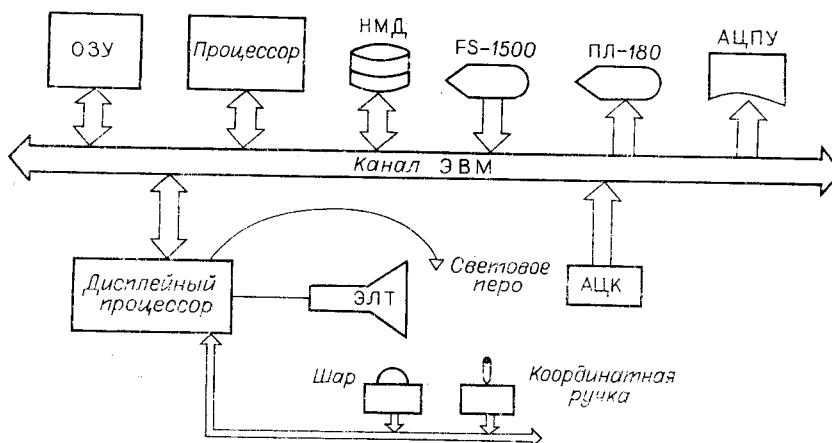 ОЗУ
Процессор
НМД
FS-1500
ПЛ-180
АЦПУ
Канал ЭВМ
Дисплейный
процессор
ЭЛТ
Световое
перо
АЦК
Шар
Координатная
ручка